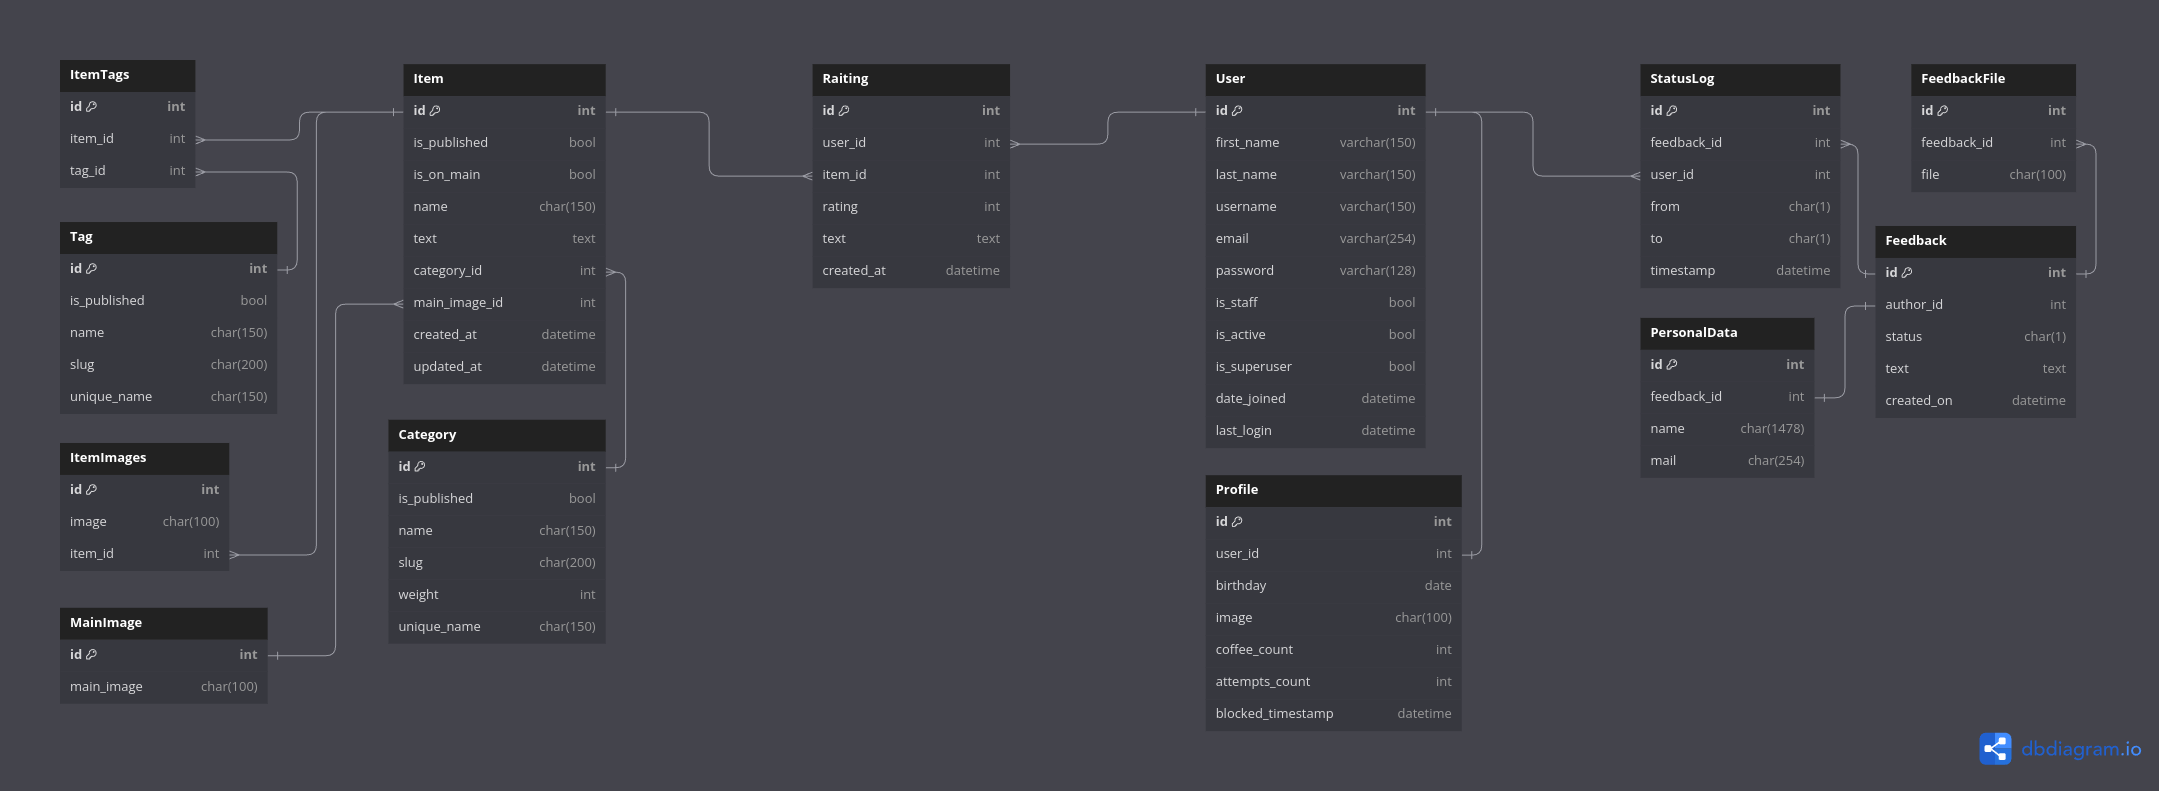 ItemTags
id int
item_id int
tag_id int
Tag
id int
is_published bool
name char(150)
slug char(200)
unique_name char(150)
ItemImages
id int
image char(100)
item_id int
MainImage
id int
main_image char(100)
Item
id int
is_published bool
is_on_main bool
name char(150)
text text
category_id int
main_image_id int
created_at datetime
updated_at datetime
Category
id int
is_published bool
name char(150)
slug char(200)
weight int
unique_name char(150)
Raiting
id int
user_id int
item_id int
rating int
text text
created_at datetime
User
id int
first_name varchar(150)
last_name varchar(150)
username varchar(150)
email varchar(254)
password varchar(128)
is_staff bool
is_active bool
is_superuser bool
date_joined datetime
last_login datetime
Profile
id int
user_id int
birthday date
image char(100)
coffee_count int
attempts_count int
blocked_timestamp datetime
StatusLog
id int
feedback_id int
user_id int
from char(1)
to char(1)
timestamp datetime
PersonalData
id int
feedback_id int
name char(1478)
mail char(254)
FeedbackFile
id int
feedback_id int
file char(100)
Feedback
id int
author_id int
status char(1)
text text
created_on datetime
dbdiagram.io